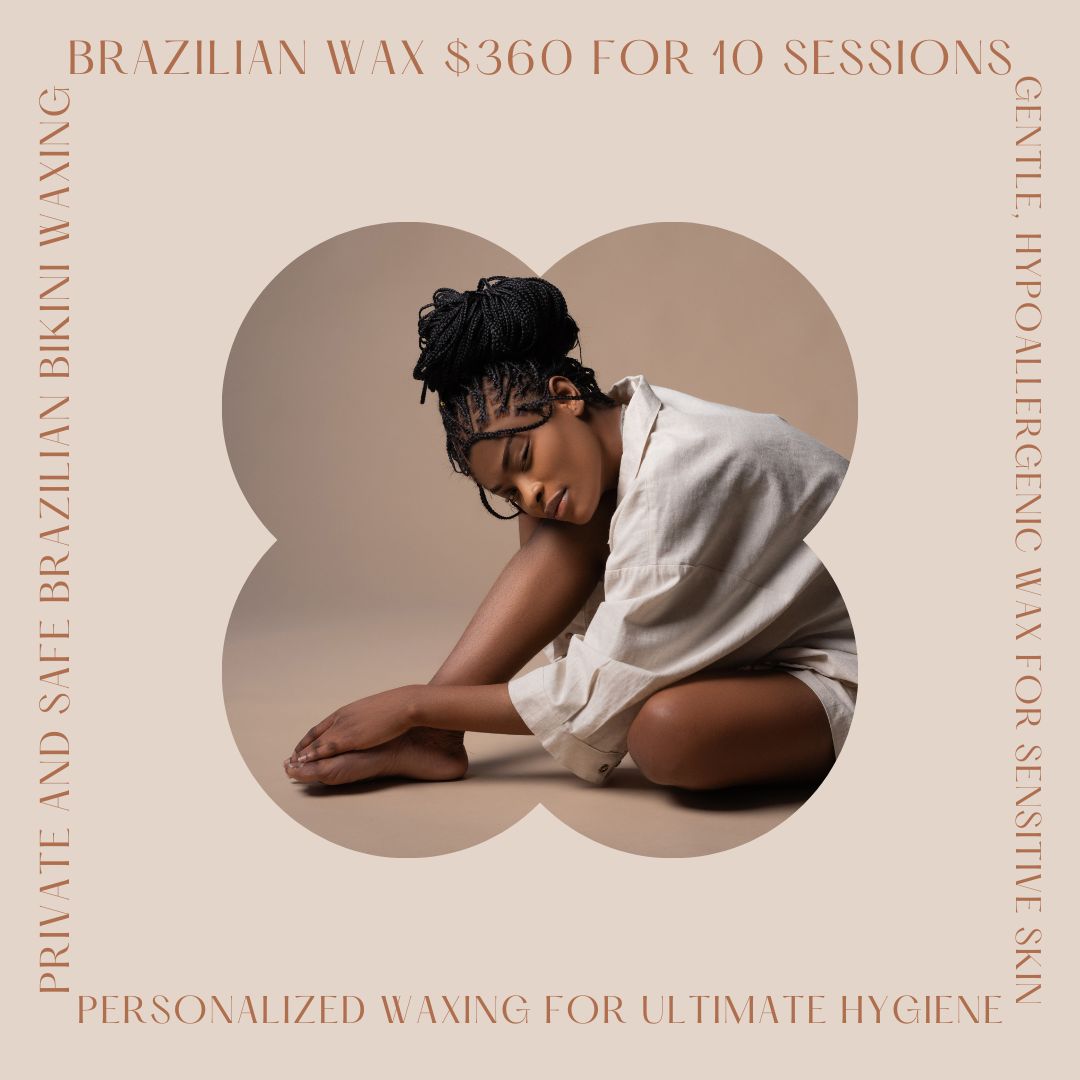 BRAZILIAN WAX $360 FOR 10 SESSIONS
PRIVATE AND SAFE BRAZILIAN BIKINI WAXING
GENTLE, HYPOALLERGENIC WAX FOR SENSITIVE SKIN
PERSONALIZED WAXING FOR ULTIMATE HYGIENE